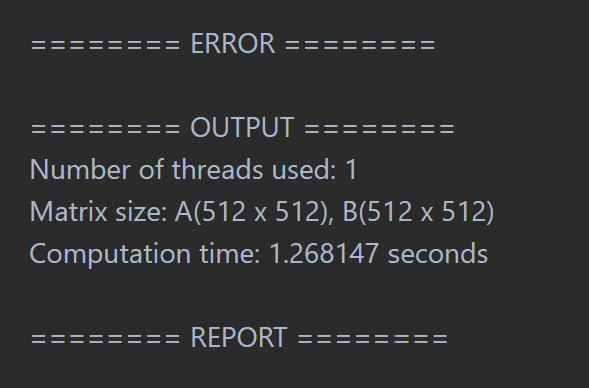 ======== ERROR ========
======== OUTPUT ========
Number of threads used: 1
Matrix size: A(512 x 512), B(512 x 512)
Computation time: 1.268147 seconds
======== REPORT ========